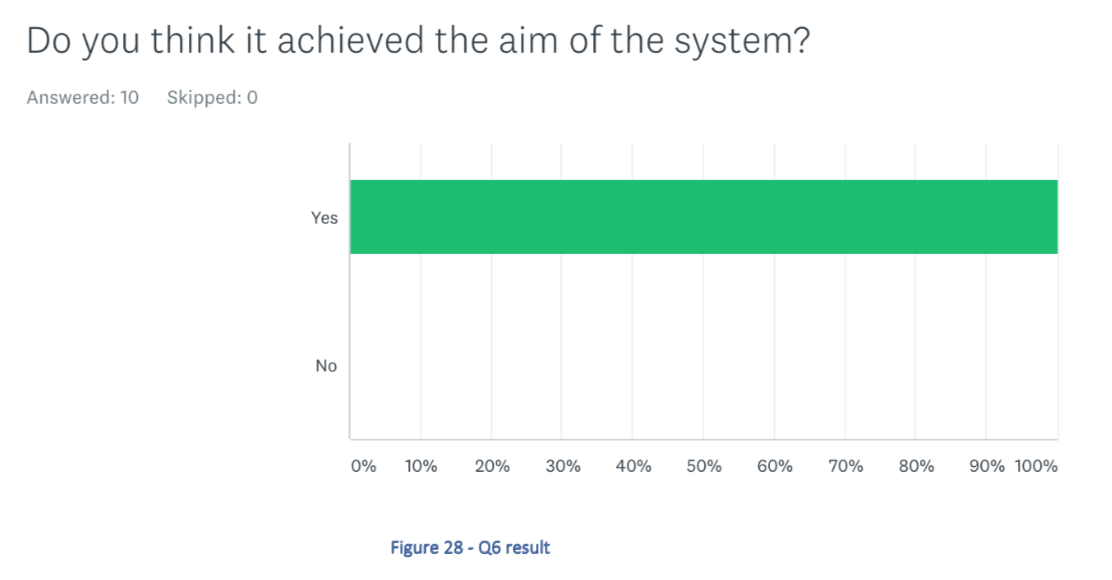 Do you think it achieved the aim of the system?
Answered: 10 Skipped: 0
Yes
No
0% 10% 20% 30% 40% 50% 60% 70% 80% 90% 100%
Figure 28 - Q6 result